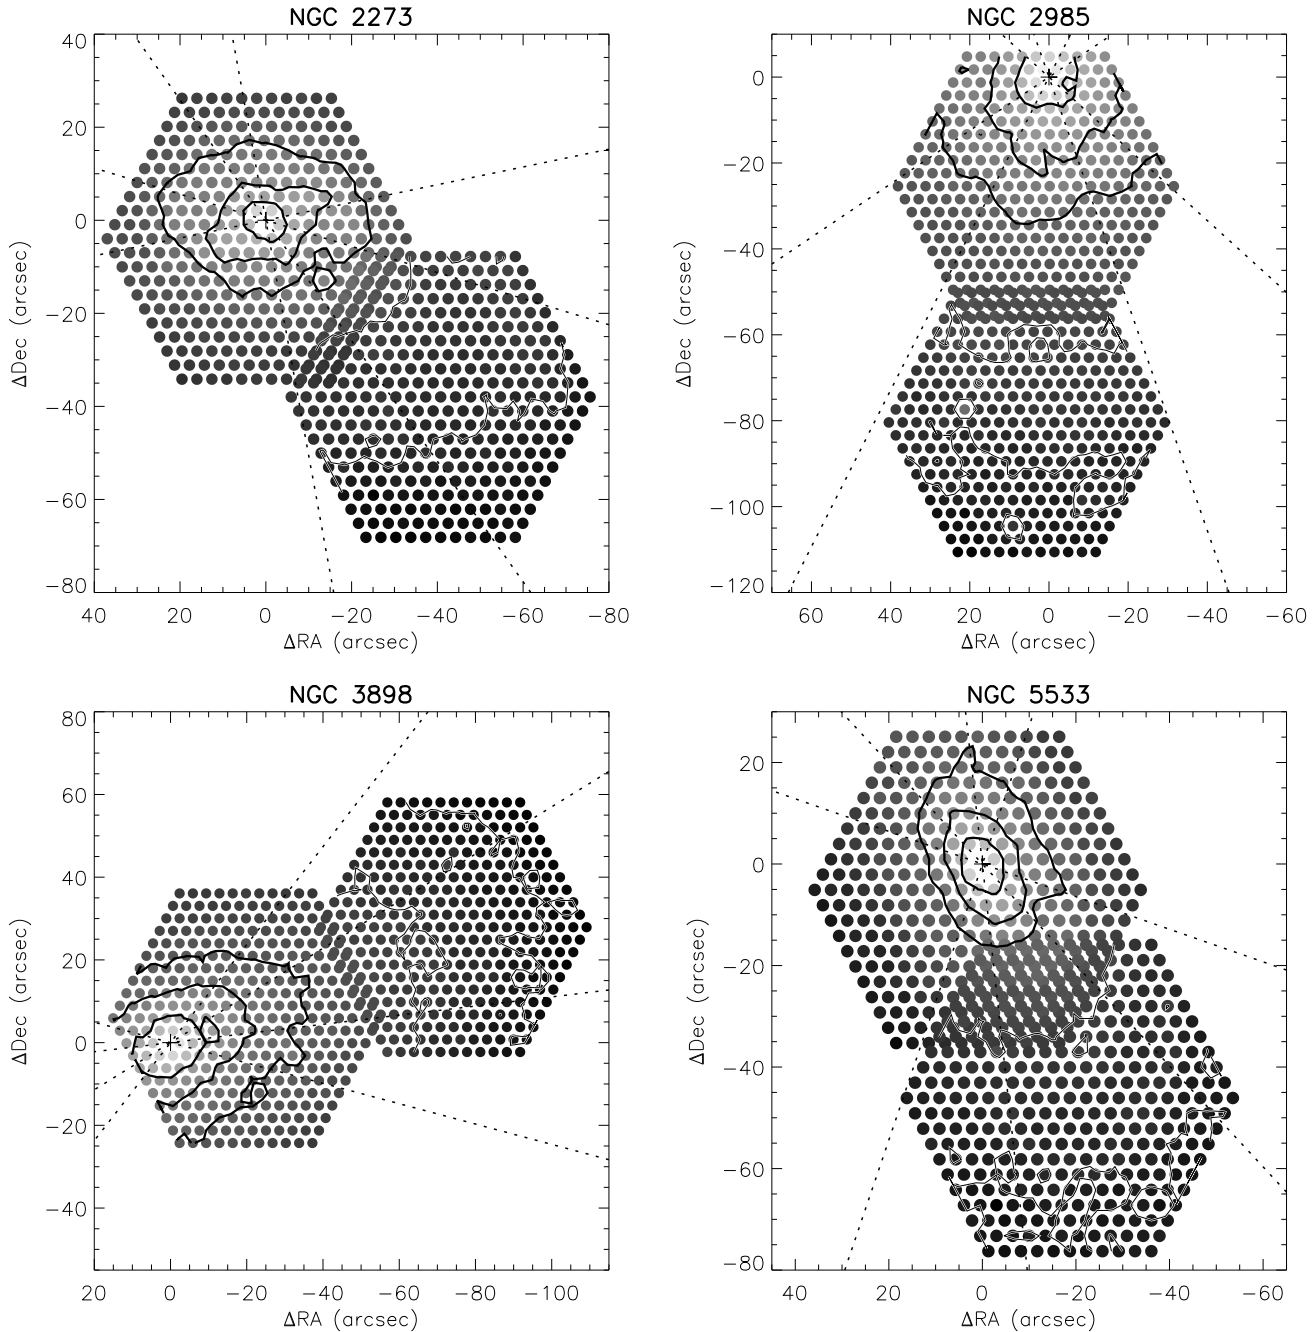 NGC 2273
40
20
0
−20
−40
−60
−80
ΔDec (arcsec)
40 20 0 −20 −40 −60 −80
ΔRA (arcsec)
NGC 2985
0
−20
−40
−60
−80
−100
−120
ΔDec (arcsec)
60 40 20 0 −20 −40 −60
ΔRA (arcsec)
NGC 3898
80
60
40
20
0
−20
−40
ΔDec (arcsec)
20 0 −20 −40 −60 −80 −100
ΔRA (arcsec)
NGC 5533
20
0
−20
−40
−60
−80
ΔDec (arcsec)
40 20 0 −20 −40 −60
ΔRA (arcsec)